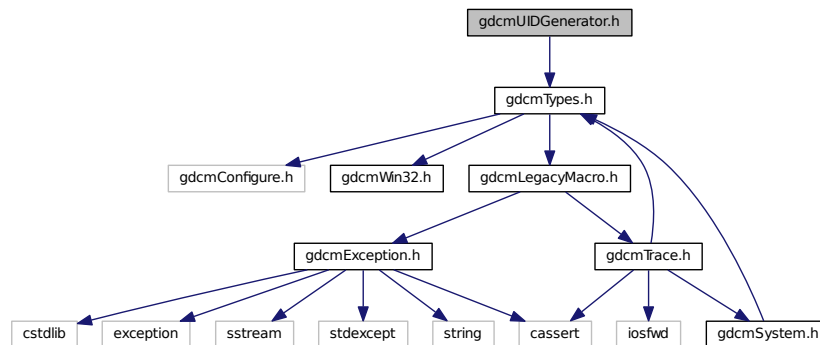 gdcmUIDGenerator.h
gdcmTypes.h
gdcmConfigure.h
gdcmWin32.h
gdcmLegacyMacro.h
gdcmException.h
gdcmTrace.h
cstdlib
exception
sstream
stdexcept
string
cassert
iosfwd
gdcmSystem.h